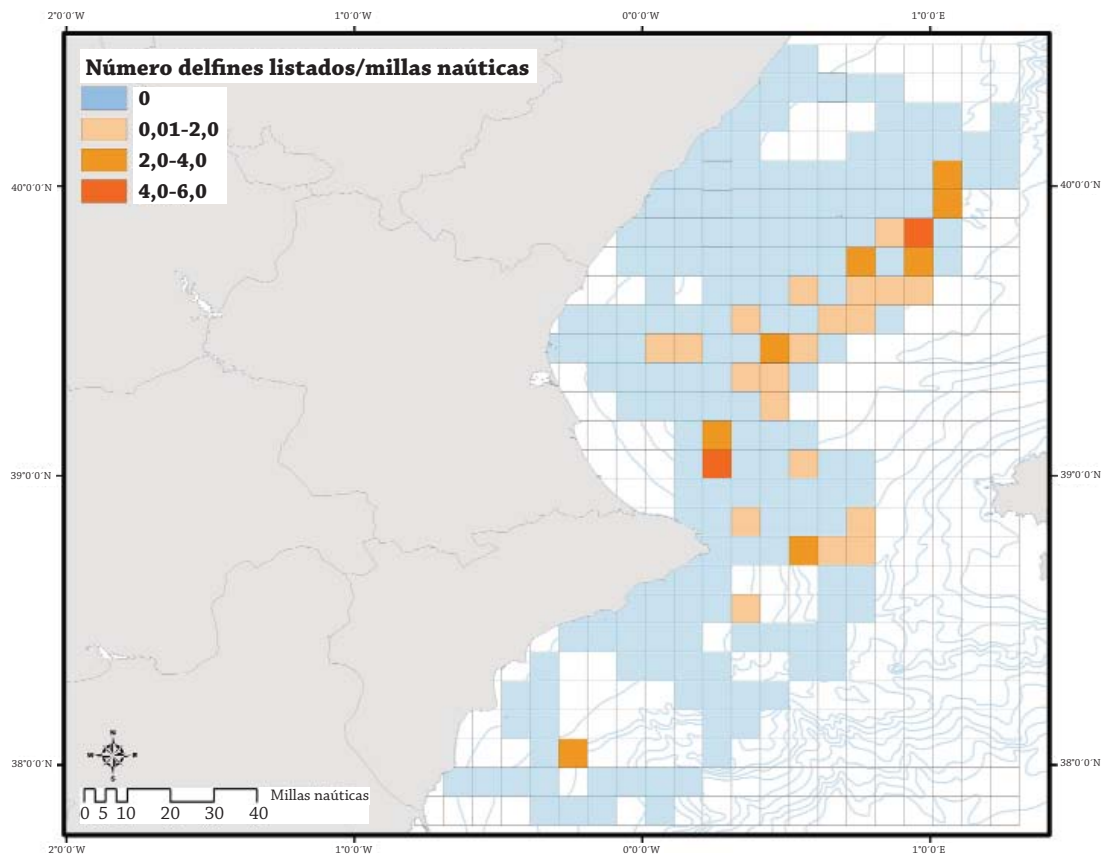 2°0´0´´W 1°0´0´´W 0°0´0´´W 1°0´0´´E
Número delfines listados/millas naúticas
0
0,01-2,0
2,0-4,0
4,0-6,0
40°0´0´´N 40°0´0´´N
39°0´0´´N 39°0´0´´N
38°0´0´´N 38°0´0´´N
N
S
Millas naúticas
0 5 10 20 30 40
2°0´0´´W 1°0´0´´W 0°0´0´´W 1°0´0´´E